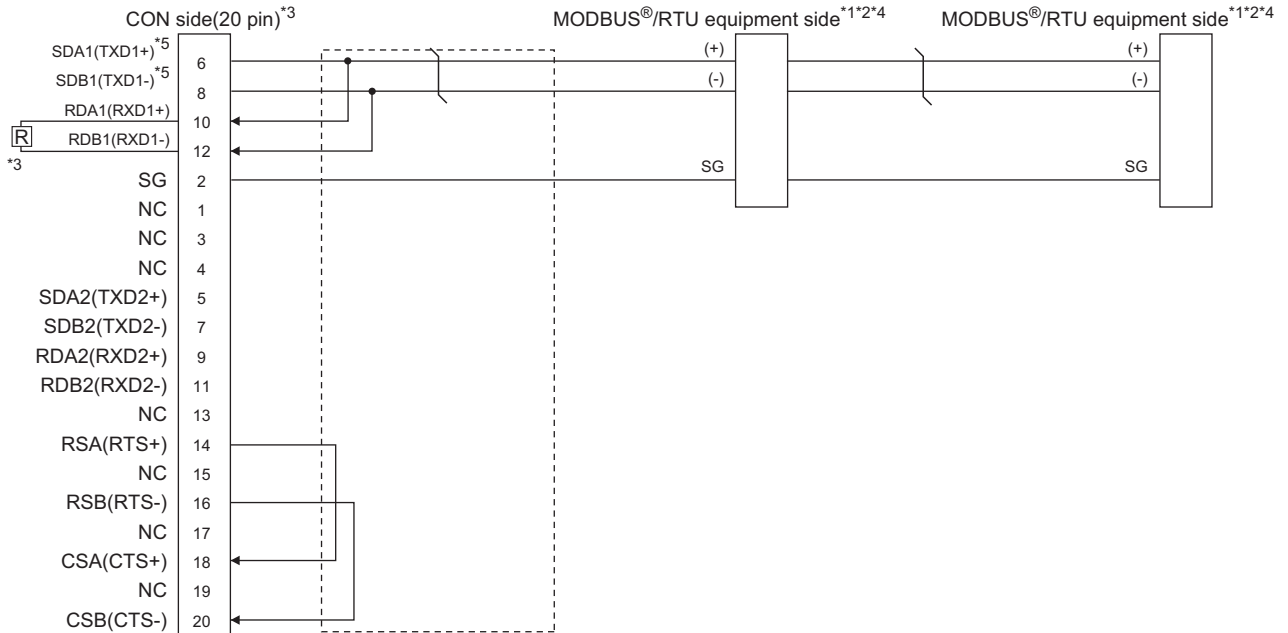 CON side(20 pin)*3 MODBUS®/RTU equipment side*1*2*4 MODBUS®/RTU equipment side*1*2*4
SDA1(TXD1+)*5 6 (+) (+)
SDB1(TXD1-)*5 8 (-) (-)
RDA1(RXD1+) 10
R RDB1(RXD1-) 12
*3
SG 2 SG SG
NC 1
NC 3
NC 4
SDA2(TXD2+) 5
SDB2(TXD2-) 7
RDA2(RXD2+) 9
RDB2(RXD2-) 11
NC 13
RSA(RTS+) 14
NC 15
RSB(RTS-) 16
NC 17
CSA(CTS+) 18
NC 19
CSB(CTS-) 20